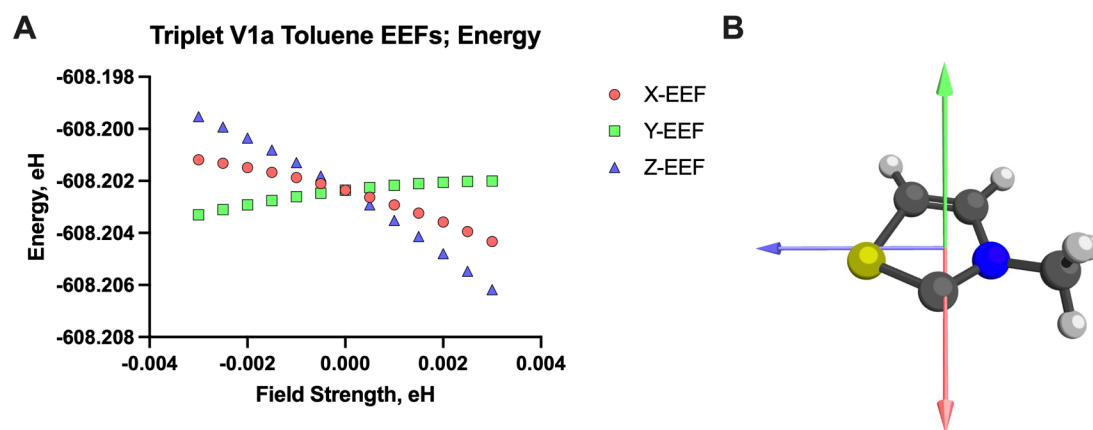 A
Triplet V1a Toluene EEFs; Energy
B
-608.198
-608.200
-608.202
-608.204
-608.206
-608.208
Energy, eH
-0.004
-0.002
0.000
0.002
0.004
Field Strength, eH
X-EEF
Y-EEF
Z-EEF